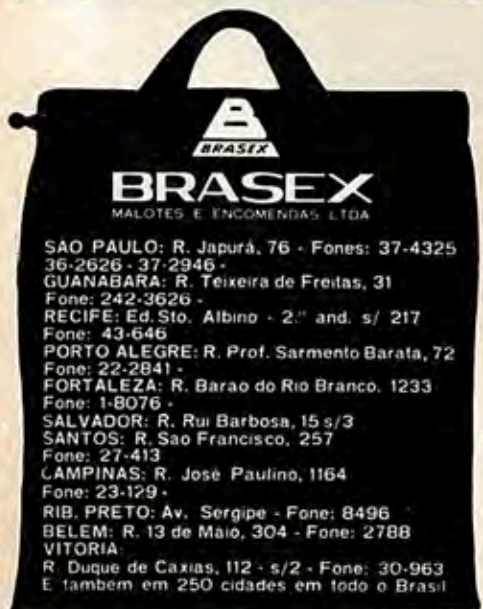 B
BRASEX
BRASEX
MALOTES E ENCOMENDAS LTDA
SAO PAULO: R. Japurá, 76 - Fones: 37-4325
36-2626 - 37-2946 -
GUANABARA: R. Teixeira de Freitas, 31
Fone: 242-3626 -
RECIFE: Ed. Sto. Albino - 2.º and. s/ 217
Fone: 43-646
PORTO ALEGRE: R. Prof. Sarmento Barata, 72
Fone: 22-2841 -
FORTALEZA: R. Barao do Rio Branco, 1233
Fone: 1-8076 -
SALVADOR: R. Rui Barbosa, 15 s/3
SANTOS: R. Sao Francisco, 257
Fone: 27-413
CAMPINAS: R. José Paulino, 1164
Fone: 23-129 -
RIB. PRETO: Av. Sergipe - Fone: 8496
BELEM: R. 13 de Maio, 304 - Fone: 2788
VITORIA:
R. Duque de Caxias, 112 - s/2 - Fone: 30-963
E tambem em 250 cidades em todo o Brasil